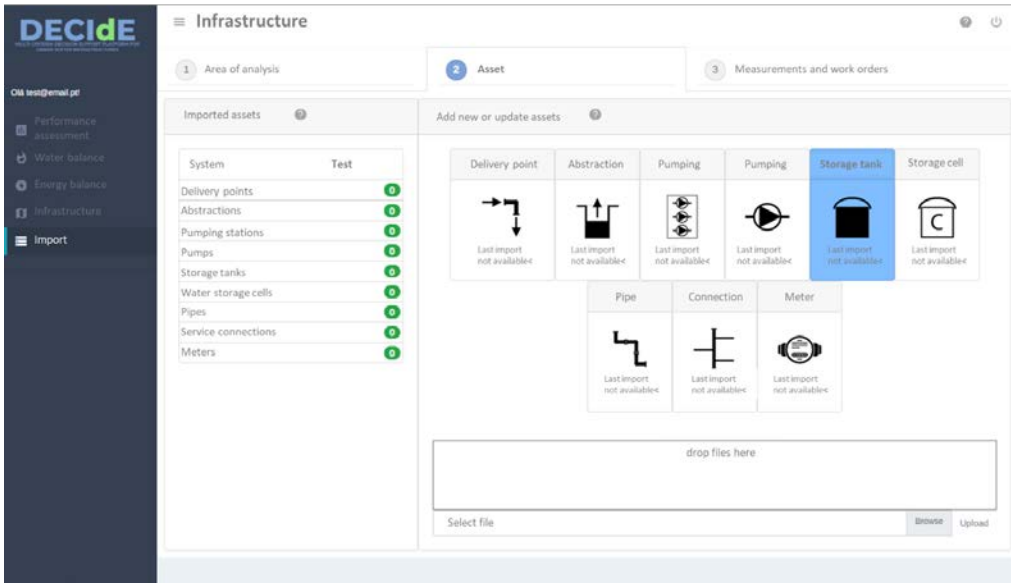 DECIdE
Olá test@email.pt!
Performance
assessment
Water balance
Energy balance
Infrastructure
Import
Infrastructure
1 Area of analysis
2 Asset
3 Measurements and work orders
Imported assets
System Test
Delivery points 0
Abstractions 0
Pumping stations 0
Pumps 0
Storage tanks 0
Water storage cells 0
Pipes 0
Service connections 0
Meters 0
Add new or update assets
Delivery point Abstraction Pumping Pumping Storage tank Storage cell
C
Last import Last import Last import Last import Last import Last import
not available< not available< not available< not available< not available< not available<
Pipe Connection Meter
Last import Last import Last import
not available< not available< not available<
drop files here
Select file Browse Upload